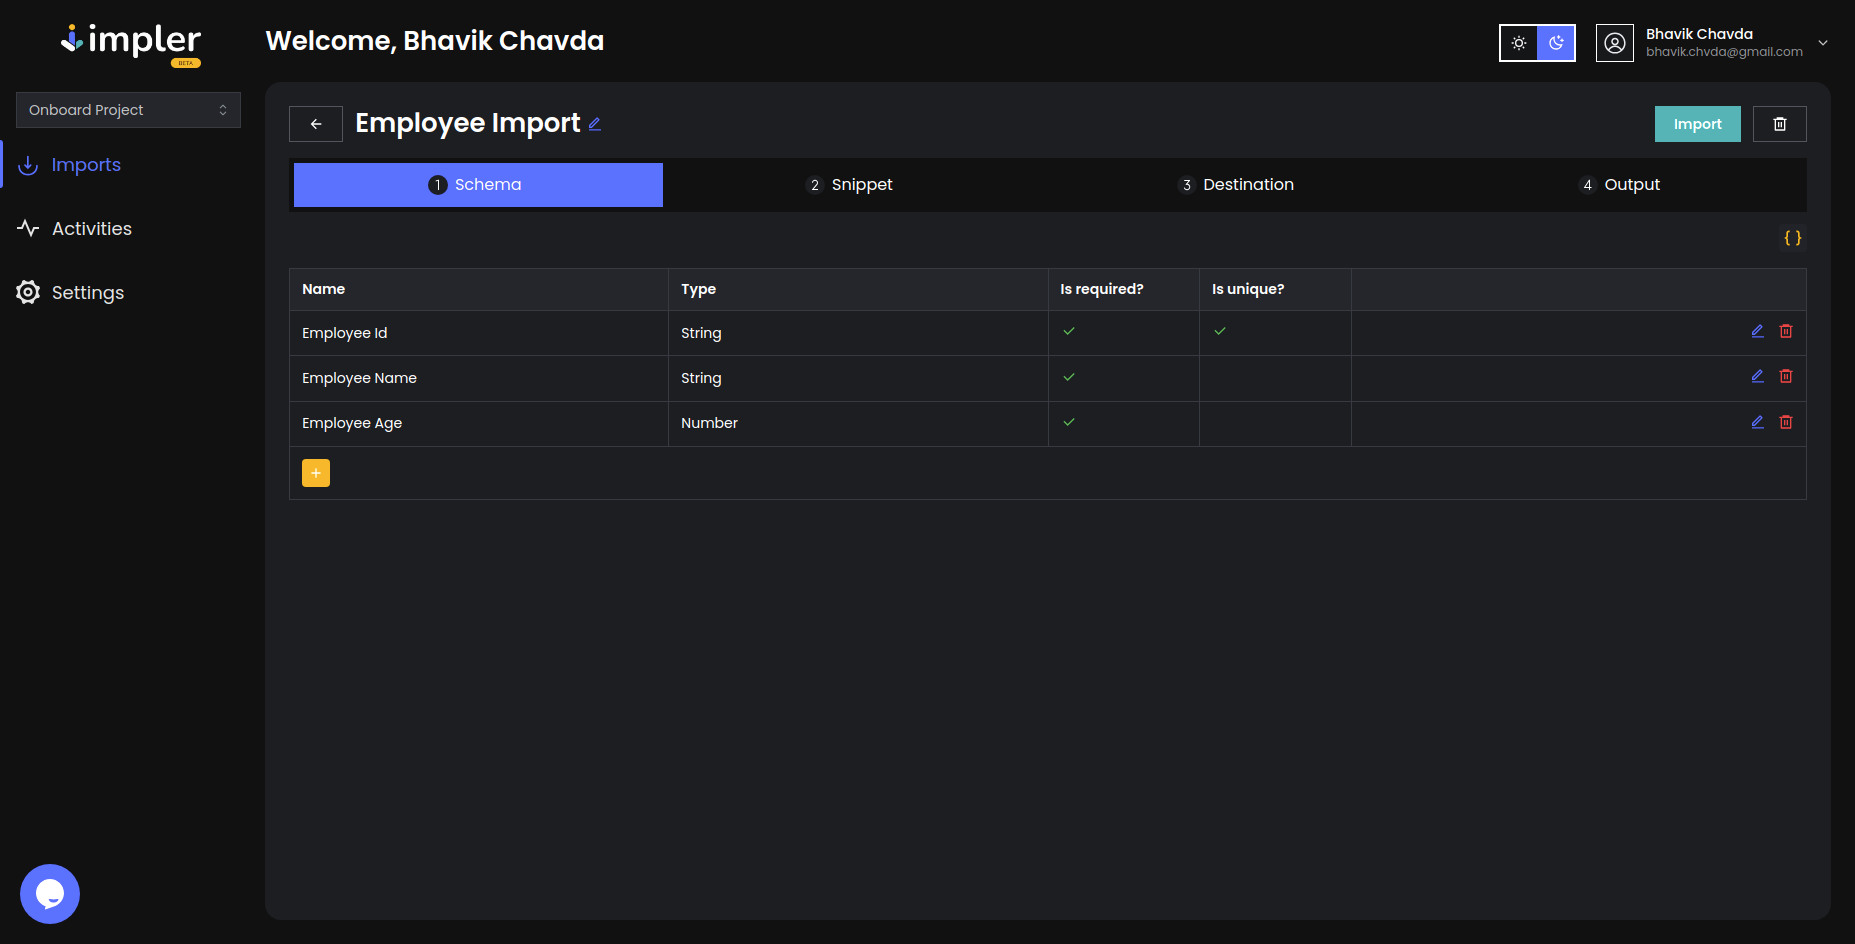 impler
BETA
Welcome, Bhavik Chavda
Bhavik Chavda
bhavik.chvda@gmail.com
Onboard Project
Imports
Activities
Settings
Employee Import
Import
1 Schema
2 Snippet
3 Destination
4 Output
{ }
Name Type Is required? Is unique?
Employee Id String
Employee Name String
Employee Age Number
+